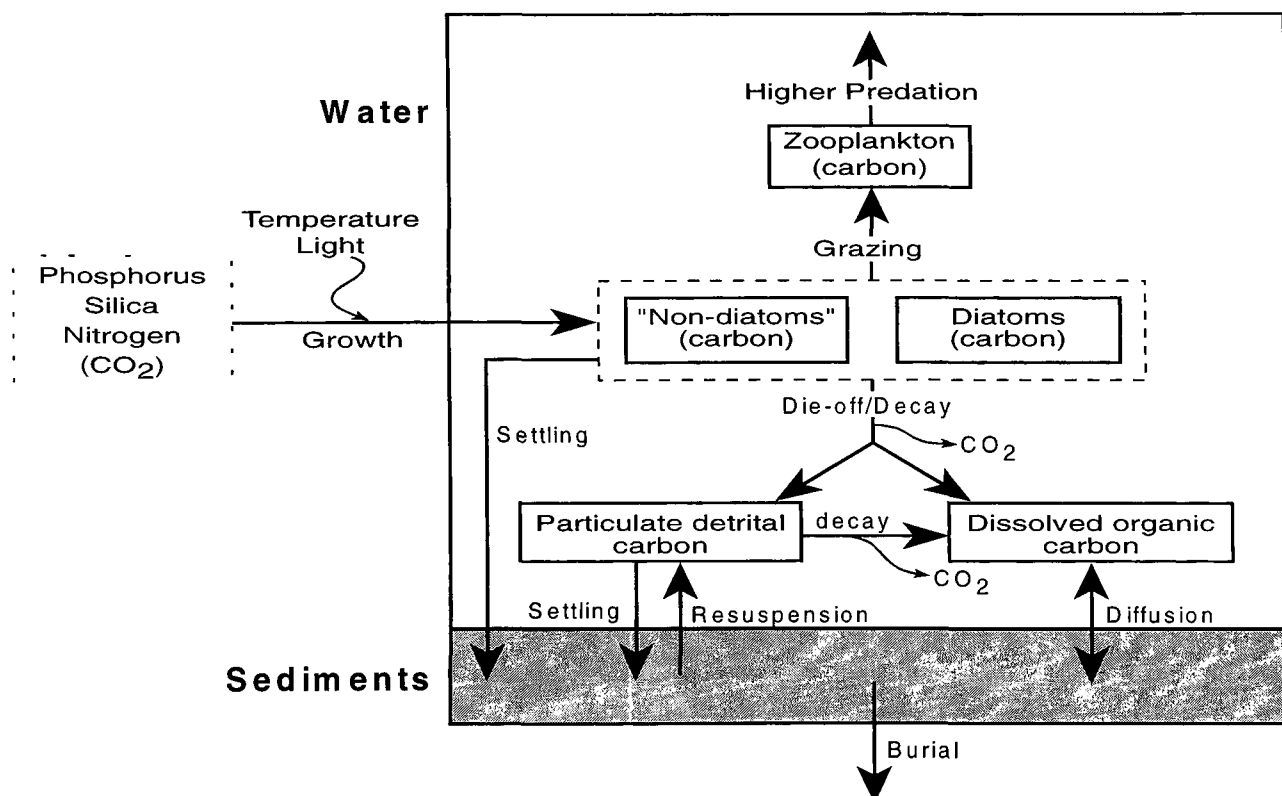 Higher Predation
Water
Zooplankton
(carbon)
Temperature
Light
Grazing
Phosphorus
Silica
Nitrogen
(CO2)
Growth
"Non-diatoms"
(carbon)
Diatoms
(carbon)
Die-off/Decay
Settling
CO2
Particulate detrital
carbon
decay
Dissolved organic
carbon
CO2
Settling
Resuspension
Diffusion
Sediments
Burial